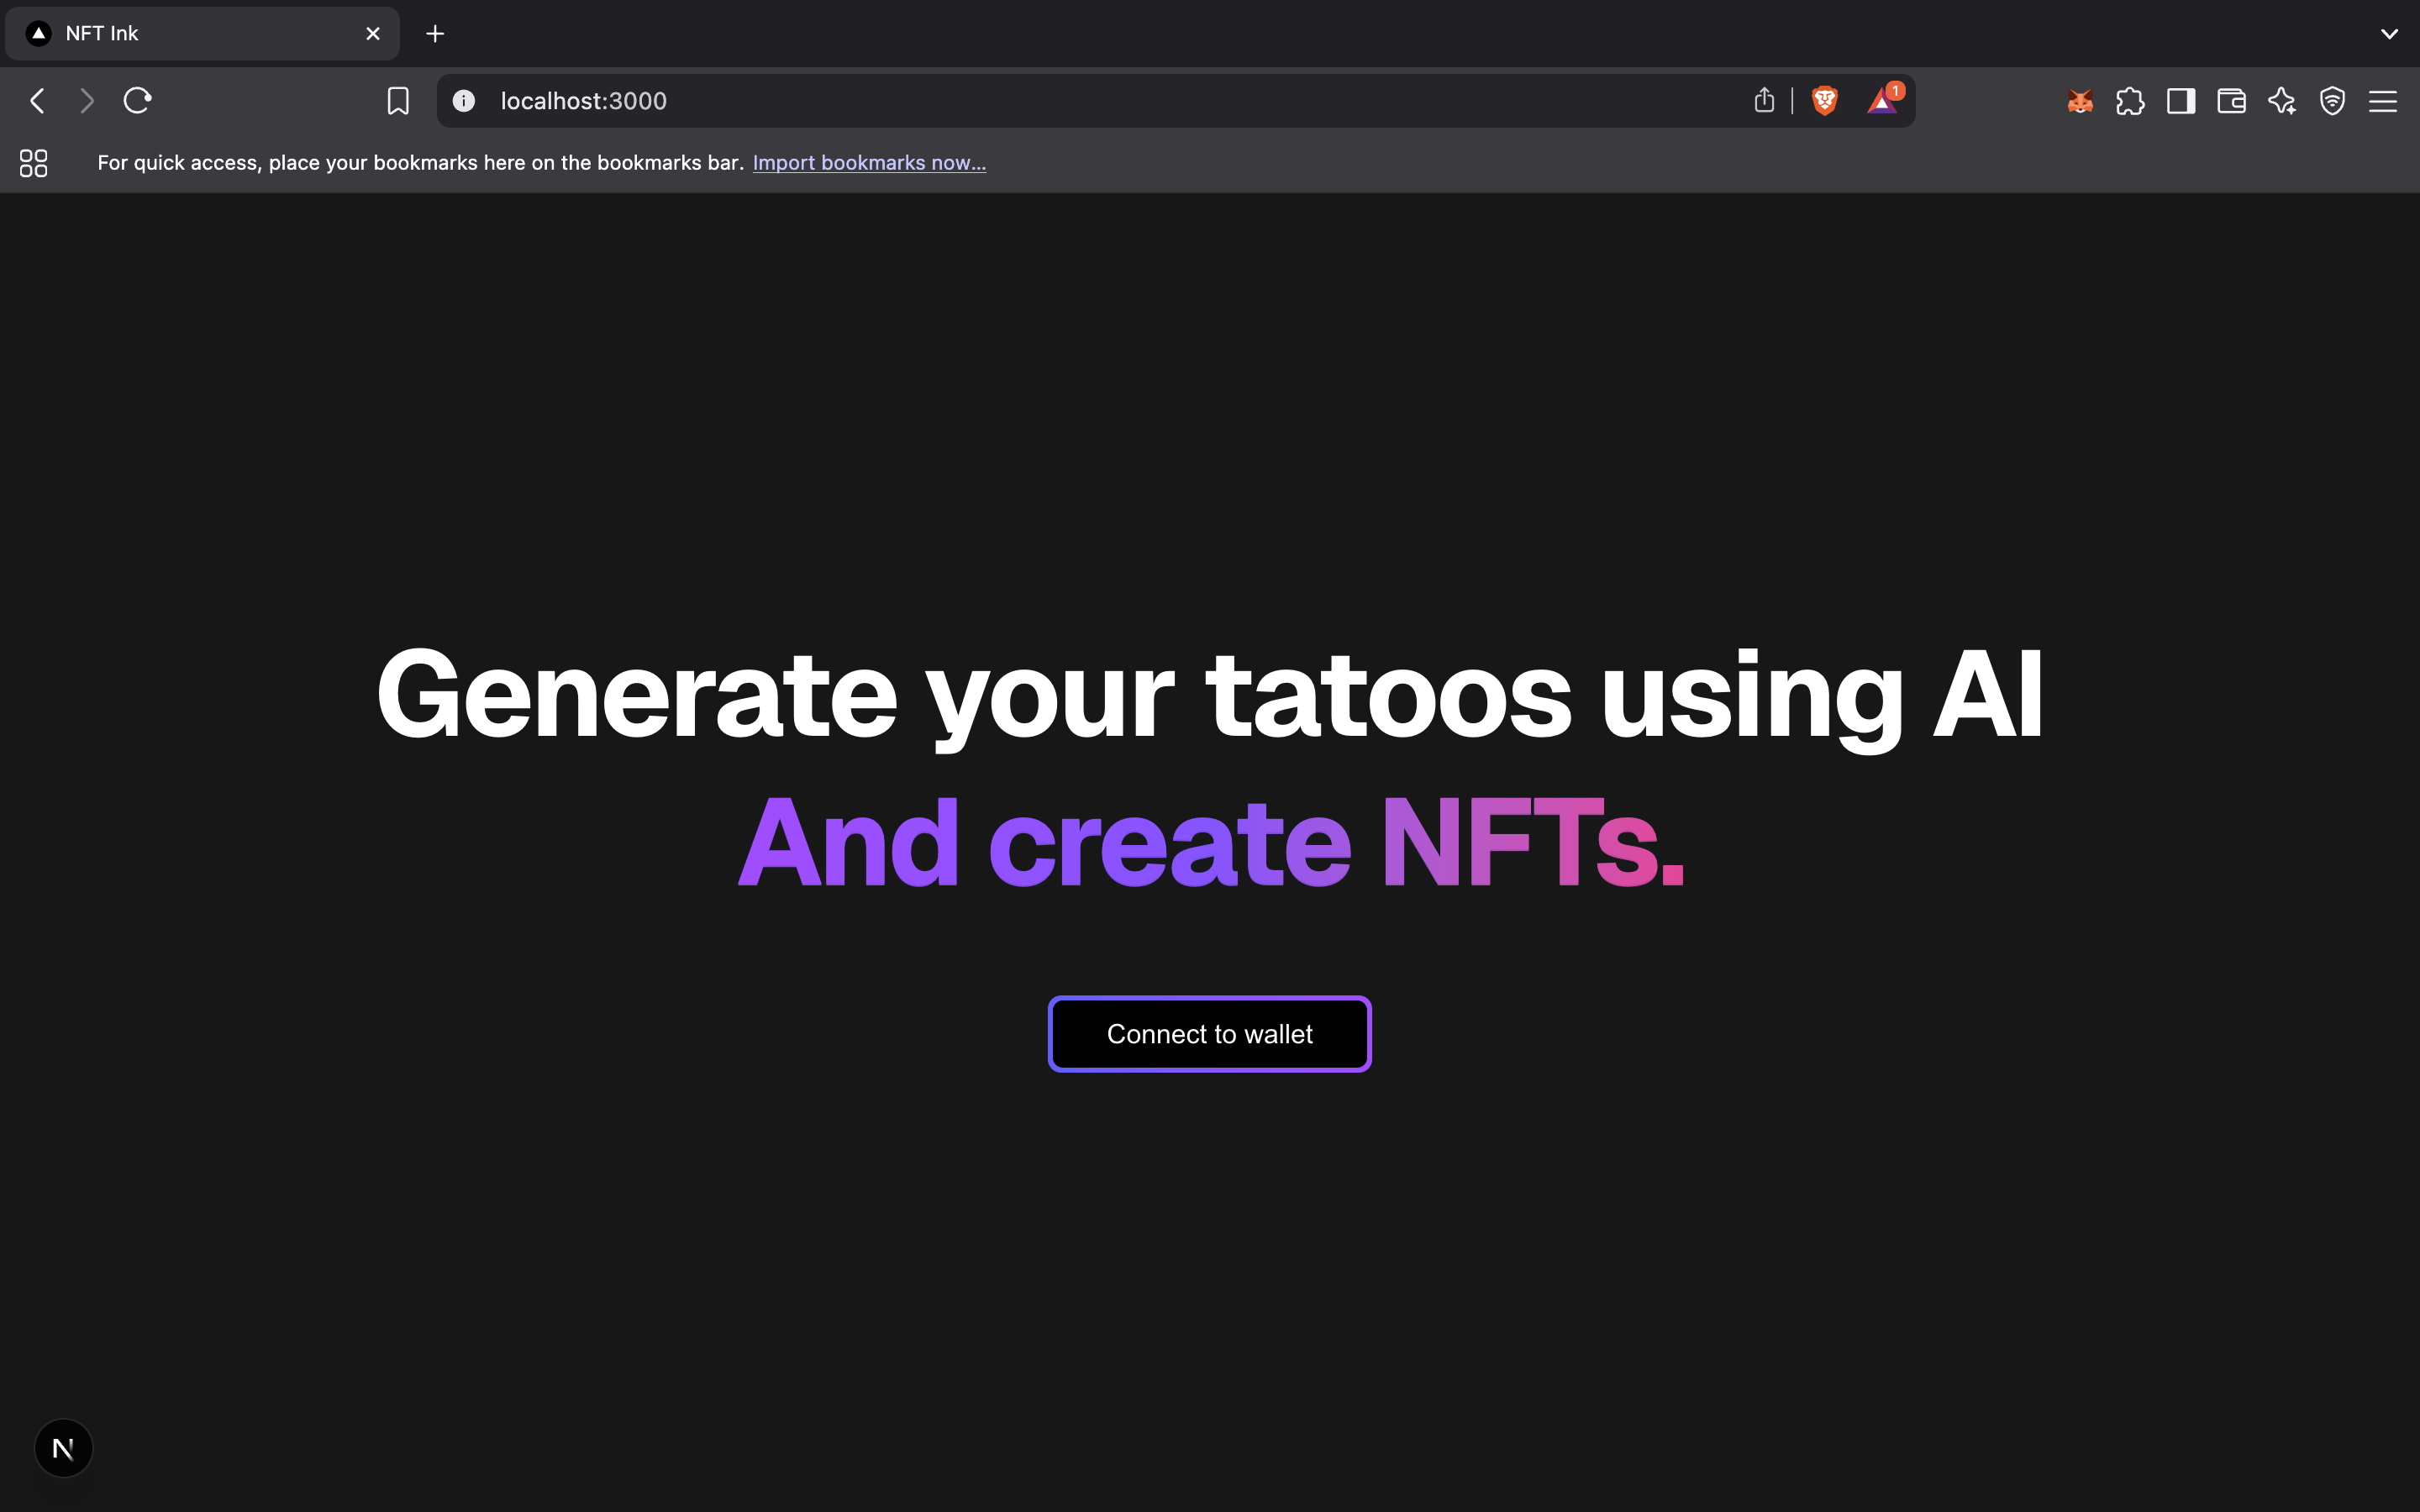 NFT Ink
localhost:3000
1
For quick access, place your bookmarks here on the bookmarks bar. Import bookmarks now...
Generate your tatoos using AI
And create NFTs.
Connect to wallet
N